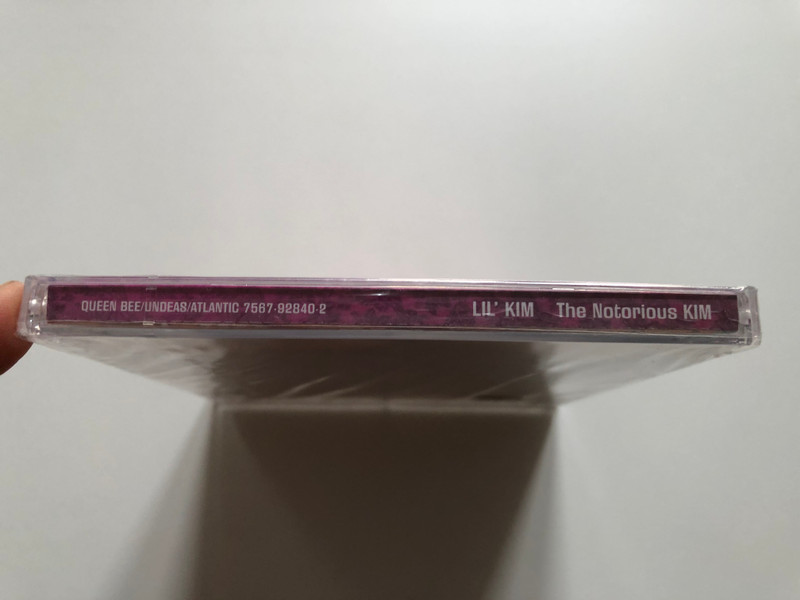 QUEEN BEE/UNDEAS/ATLANTIC 7567-92840-2 LIL' KIM The Notorious KIM